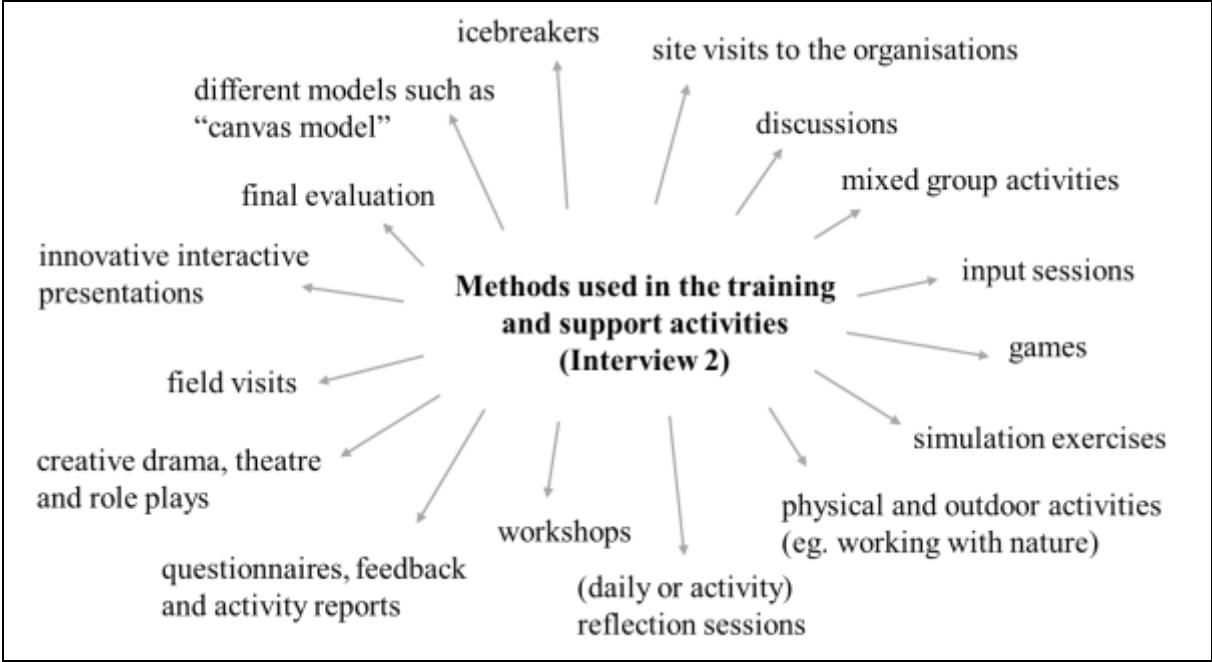 icebreakers
site visits to the organisations
different models such as
“canvas model”
discussions
mixed group activities
final evaluation
innovative interactive
presentations
input sessions
Methods used in the training
and support activities
(Interview 2)
games
field visits
simulation exercises
creative drama, theatre
and role plays
physical and outdoor activities
(eg. working with nature)
workshops
questionnaires, feedback
and activity reports
(daily or activity)
reflection sessions